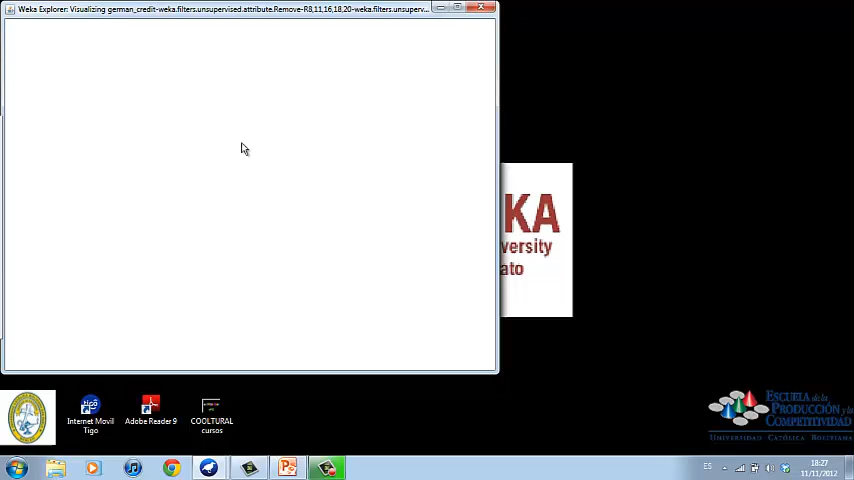 Weka Explorer: Visualizing german_credit-weka.filters.unsupervised.attribute.Remove-R8,11,16,18,20-weka.filters.unsuperv...
KA
versity
ato
Internet Movil
Tigo
Adobe Reader 9
COOLTURAL
cursos
ESCUELA de la
PRODUCCIÓN y la
COMPETITIVIDAD
UNIVERSIDAD CATÓLICA BOLIVIANA
ES
18:27
11/11/2012